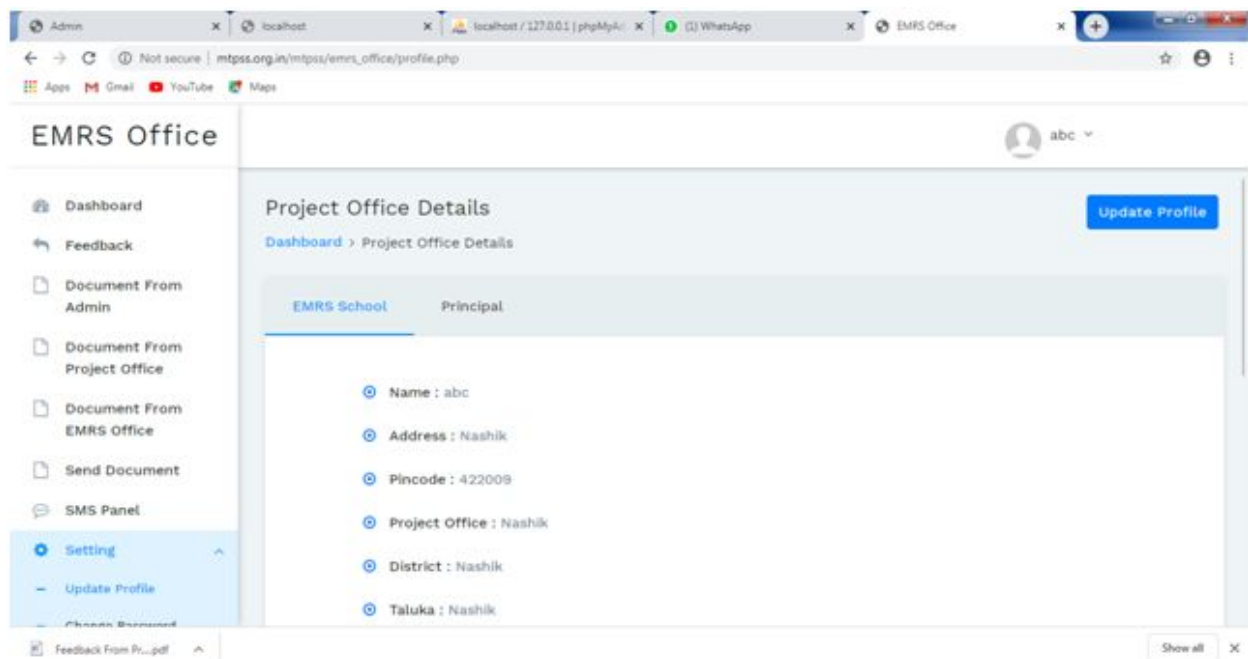 Admin
localhost
localhost / 127.0.0.1 | phpMyA
(1) WhatsApp
EMRS Office
Not secure | mtpss.org.in/mtpss/emrs_office/profile.php
Apps
Gmail
YouTube
Maps
EMRS Office
abc
Dashboard
Feedback
Document From
Admin
Document From
Project Office
Document From
EMRS Office
Send Document
SMS Panel
Setting
Update Profile
Change Password
Project Office Details
Update Profile
Dashboard > Project Office Details
EMRS School
Principal
Name : abc
Address : Nashik
Pincode : 422009
Project Office : Nashik
District : Nashik
Taluka : Nashik
Feedback From Pr....pdf
Show all